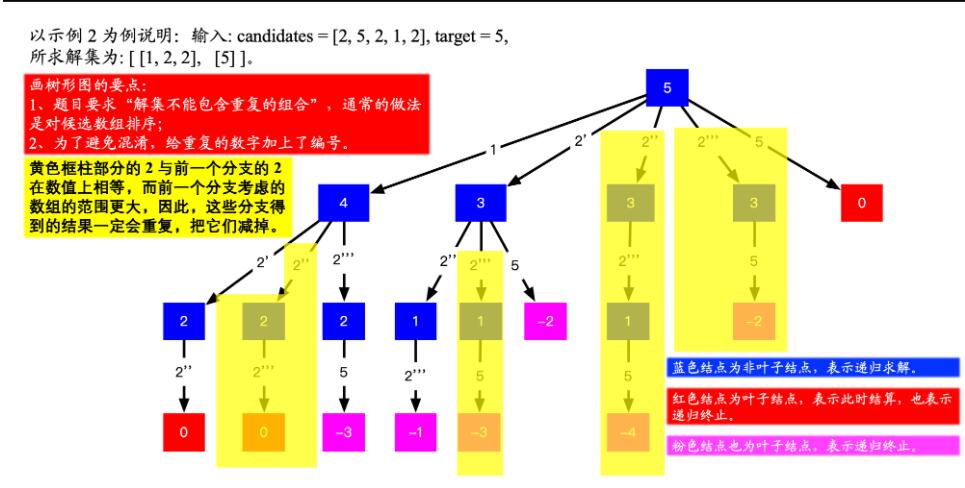 以示例 2 为例说明：输入: candidates = [2, 5, 2, 1, 2], target = 5,
所求解集为: [ [1, 2, 2],   [5] ]。
画树形图的要点：
1、题目要求“解集不能包含重复的组合”，通常的做法
是对候选数组排序；
2、为了避免混淆，给重复的数字加上了编号。
黄色框柱部分的 2 与前一个分支的 2
在数值上相等，而前一个分支考虑的
数组的范围更大，因此，这些分支得
到的结果一定会重复，把它们减掉。
5
1 2' 2'' 2''' 5
4 3 3 3 0
2' 2'' 2''' 2'' 2''' 5 2''' 5
2 2 2 1 1 -2 1 -2
2'' 2''' 5 2''' 5 5
0 0 -3 -1 -3 -4
蓝色结点为非叶子结点，表示递归求解。
红色结点为叶子结点，表示此时结算，也表示
递归终止。
粉色结点也为叶子结点，表示递归终止。